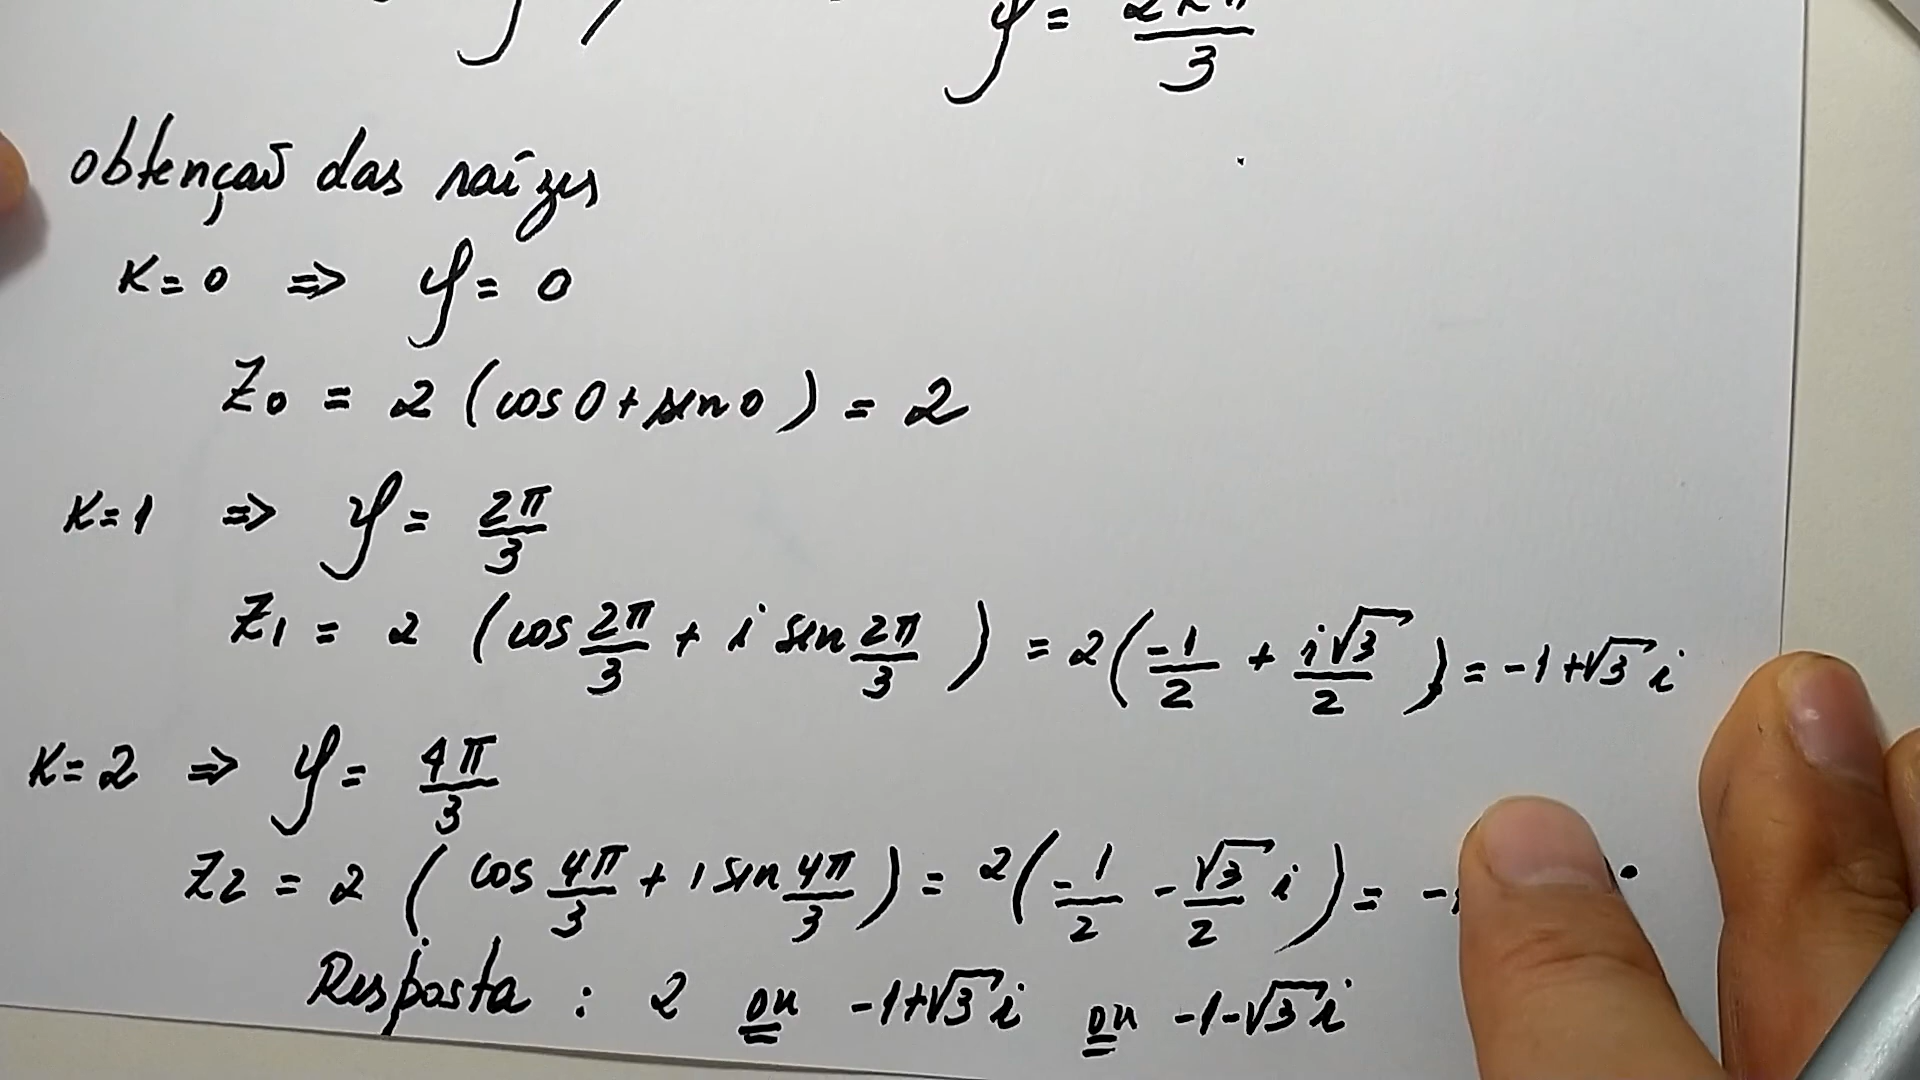 φ = 2kπ/3
obtenção das raízes
K=0 ⇒ φ = 0
Z₀ = 2 (cos 0 + sen 0) = 2
K=1 ⇒ φ = 2π/3
Z₁ = 2 (cos 2π/3 + i sen 2π/3) = 2(-1/2 + i√3/2) = -1+√3 i
K=2 ⇒ φ = 4π/3
Z₂ = 2 (cos 4π/3 + i sen 4π/3) = 2(-1/2 - √3/2 i) = -1
Resposta : 2 ou -1+√3 i ou -1-√3 i